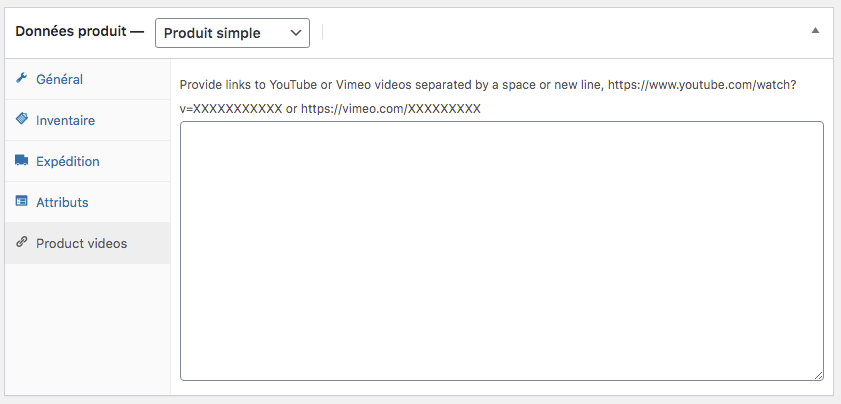 Données produit — Produit simple
Général
Provide links to YouTube or Vimeo videos separated by a space or new line, https://www.youtube.com/watch?
v=XXXXXXXXXXX or https://vimeo.com/XXXXXXXXX
Inventaire
Expédition
Attributs
Product videos